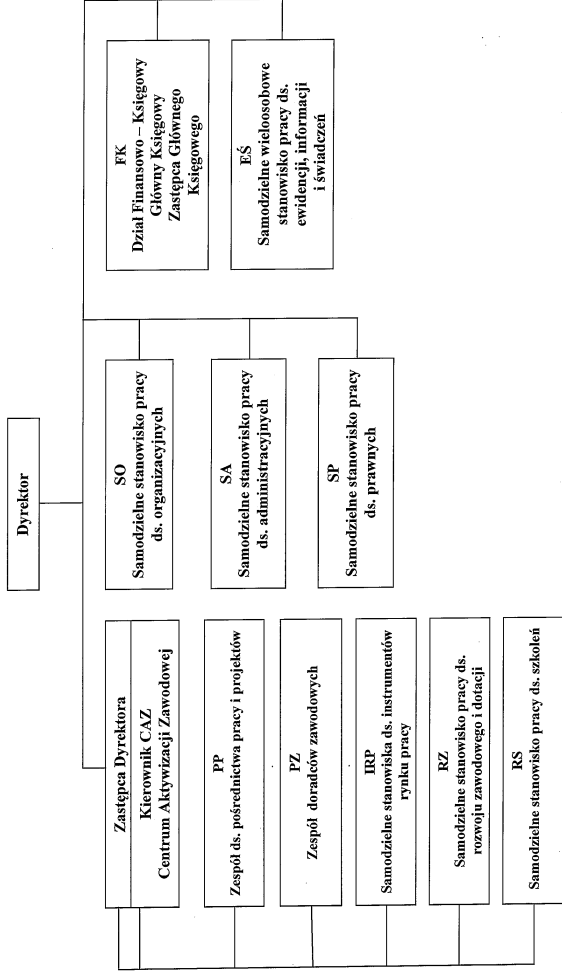 Dyrektor
Zastępca Dyrektora
Kierownik CAZ
Centrum Aktywizacji Zawodowej
PP
Zespół ds. pośrednictwa pracy i projektów
PZ
Zespół doradców zawodowych
IRP
Samodzielne stanowiska ds. instrumentów
rynku pracy
RZ
Samodzielne stanowisko pracy ds.
rozwoju zawodowego i dotacji
RS
Samodzielne stanowisko pracy ds. szkoleń
SO
Samodzielne stanowisko pracy
ds. organizacyjnych
SA
Samodzielne stanowisko pracy
ds. administracyjnych
SP
Samodzielne stanowisko pracy
ds. prawnych
FK
Dział Finansowo – Księgowy
Główny Księgowy
Zastępca Głównego
Księgowego
EŚ
Samodzielne wieloosobowe
stanowisko pracy ds.
ewidencji, informacji
i świadczeń